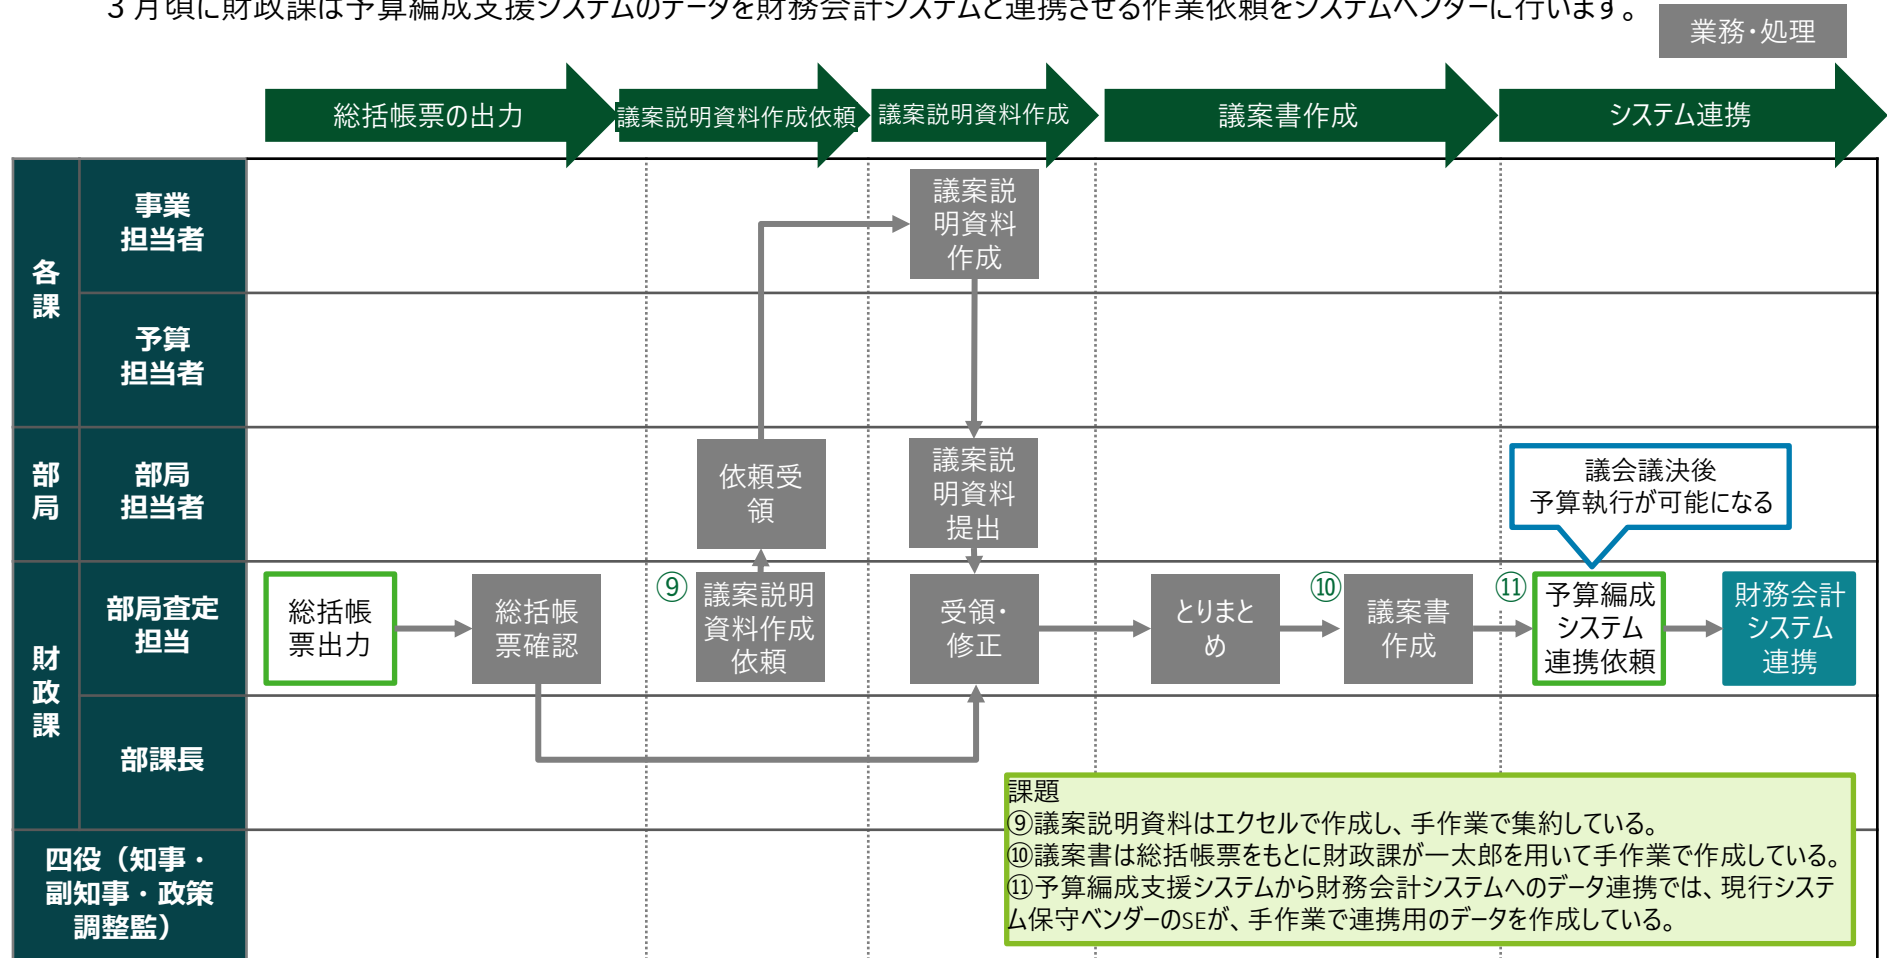 ３月頃に財政課は予算編成支援システムのデータを財務会計システムと連携させる作業依頼をシステムベンダーに行います。
業務・処理
総括帳票の出力
議案説明資料作成依頼
議案説明資料作成
議案書作成
システム連携
各
課
事業
担当者
議案説
明資料
作成
予算
担当者
部
局
部局
担当者
依頼受
領
議案説
明資料
提出
議会議決後
予算執行が可能になる
財
政
課
部局査定
担当
総括帳
票出力
総括帳
票確認
⑨
議案説明
資料作成
依頼
受領・
修正
とりまと
め
⑩
議案書
作成
⑪
予算編成
システム
連携依頼
財務会計
システム
連携
部課長
四役（知事・
副知事・政策
調整監）
課題
⑨議案説明資料はエクセルで作成し、手作業で集約している。
⑩議案書は総括帳票をもとに財政課が一太郎を用いて手作業で作成している。
⑪予算編成支援システムから財務会計システムへのデータ連携では、現行システ
ム保守ベンダーのSEが、手作業で連携用のデータを作成している。